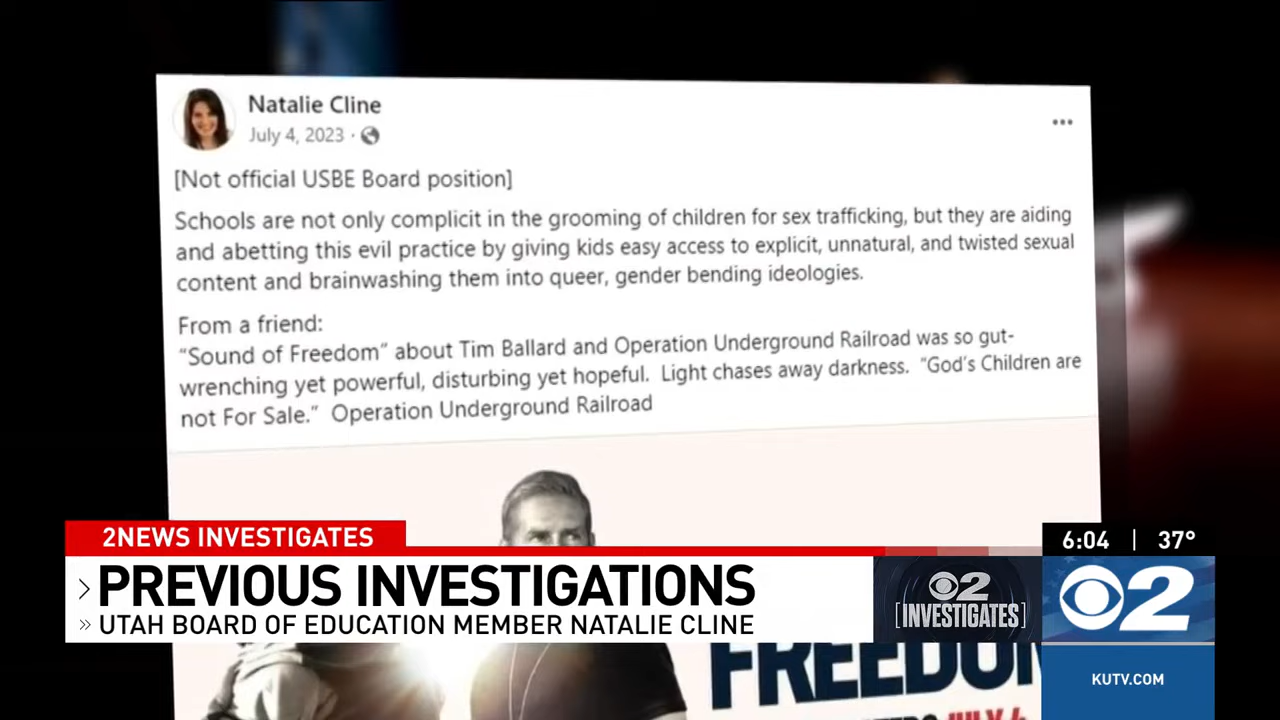 Natalie Cline
July 4, 2023 ·
[Not official USBE Board position]
Schools are not only complicit in the grooming of children for sex trafficking, but they are aiding
and abetting this evil practice by giving kids easy access to explicit, unnatural, and twisted sexual
content and brainwashing them into queer, gender bending ideologies.
From a friend:
"Sound of Freedom" about Tim Ballard and Operation Underground Railroad was so gut-
wrenching yet powerful, disturbing yet hopeful. Light chases away darkness. "God's Children are
not For Sale." Operation Underground Railroad
2NEWS INVESTIGATES
PREVIOUS INVESTIGATIONS
UTAH BOARD OF EDUCATION MEMBER NATALIE CLINE
2
[INVESTIGATES]
6:04 | 37°
2
KUTV.COM
JULY 4